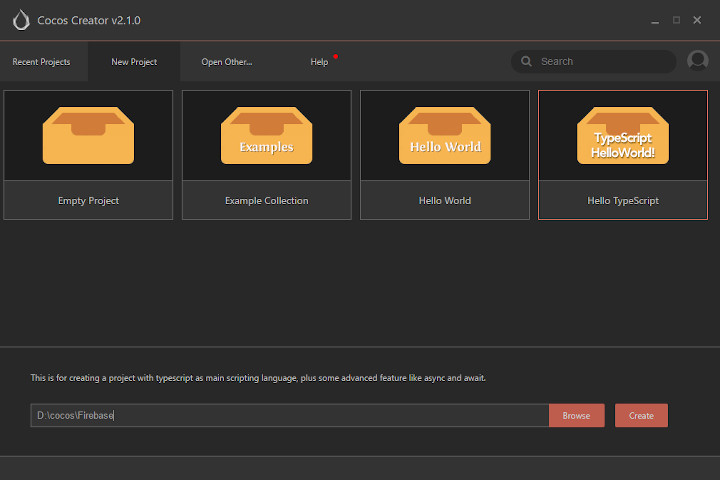 Cocos Creator v2.1.0
Recent Projects New Project Open Other... Help Search
Examples Hello World TypeScript
HelloWorld!
Empty Project Example Collection Hello World Hello TypeScript
This is for creating a project with typescript as main scripting language, plus some advanced feature like async and await.
D:\cocos\Firebase Browse Create